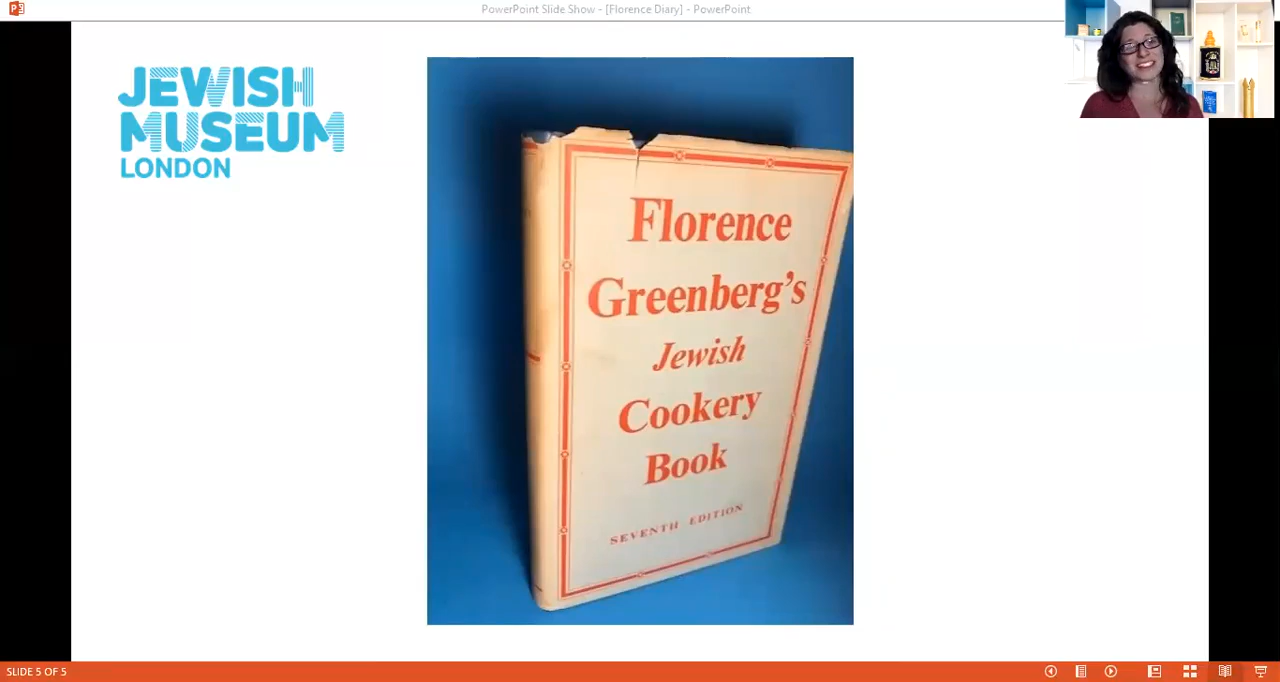 PowerPoint Slide Show - [Florence Diary] - PowerPoint
JEWISH
MUSEUM
LONDON
Florence
Greenberg's
Jewish
Cookery
Book
SEVENTH EDITION
SLIDE 5 OF 5